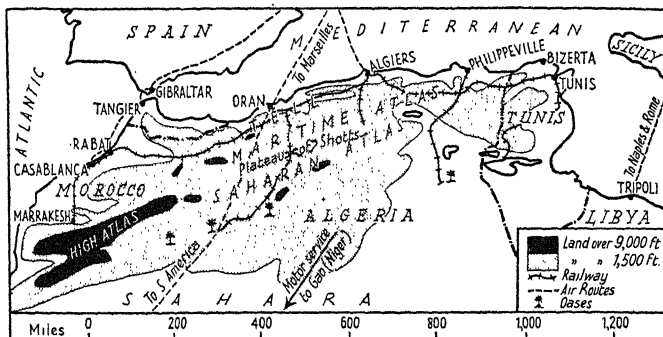 SPAIN
MEDITERRANEAN
SICILY
ATLANTIC
To Marseilles
ALGIERS
PHILIPPEVILLE
BIZERTA
GIBRALTAR
TANGIER
ORAN
TUNIS
TELL
ATLAS
MARITIME
TUNIS
RABAT
Plateau of Shotts
CASABLANCA
SAHARAN ATLAS
MOROCCO
To Naples & Rome
TRIPOLI
MARRAKESH
ALGERIA
LIBYA
HIGH ATLAS
To S America
Motor service
to Gao (Niger)
SAHARA
Land over 9,000 ft.
" " 1,500 ft.
Railway
Air Routes
Oases
Miles 0 200 400 600 800 1,000 1,200